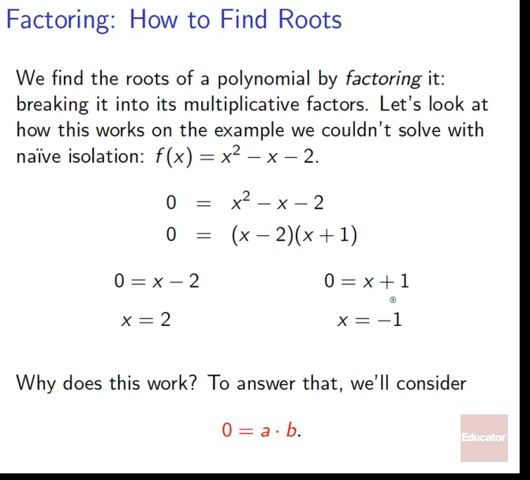 Factoring: How to Find Roots
We find the roots of a polynomial by factoring it:
breaking it into its multiplicative factors. Let's look at
how this works on the example we couldn't solve with
naïve isolation: f(x) = x² − x − 2.
0 = x² − x − 2
0 = (x − 2)(x + 1)
0 = x − 2 0 = x + 1
x = 2 x = −1
Why does this work? To answer that, we'll consider
0 = a · b.
Educator